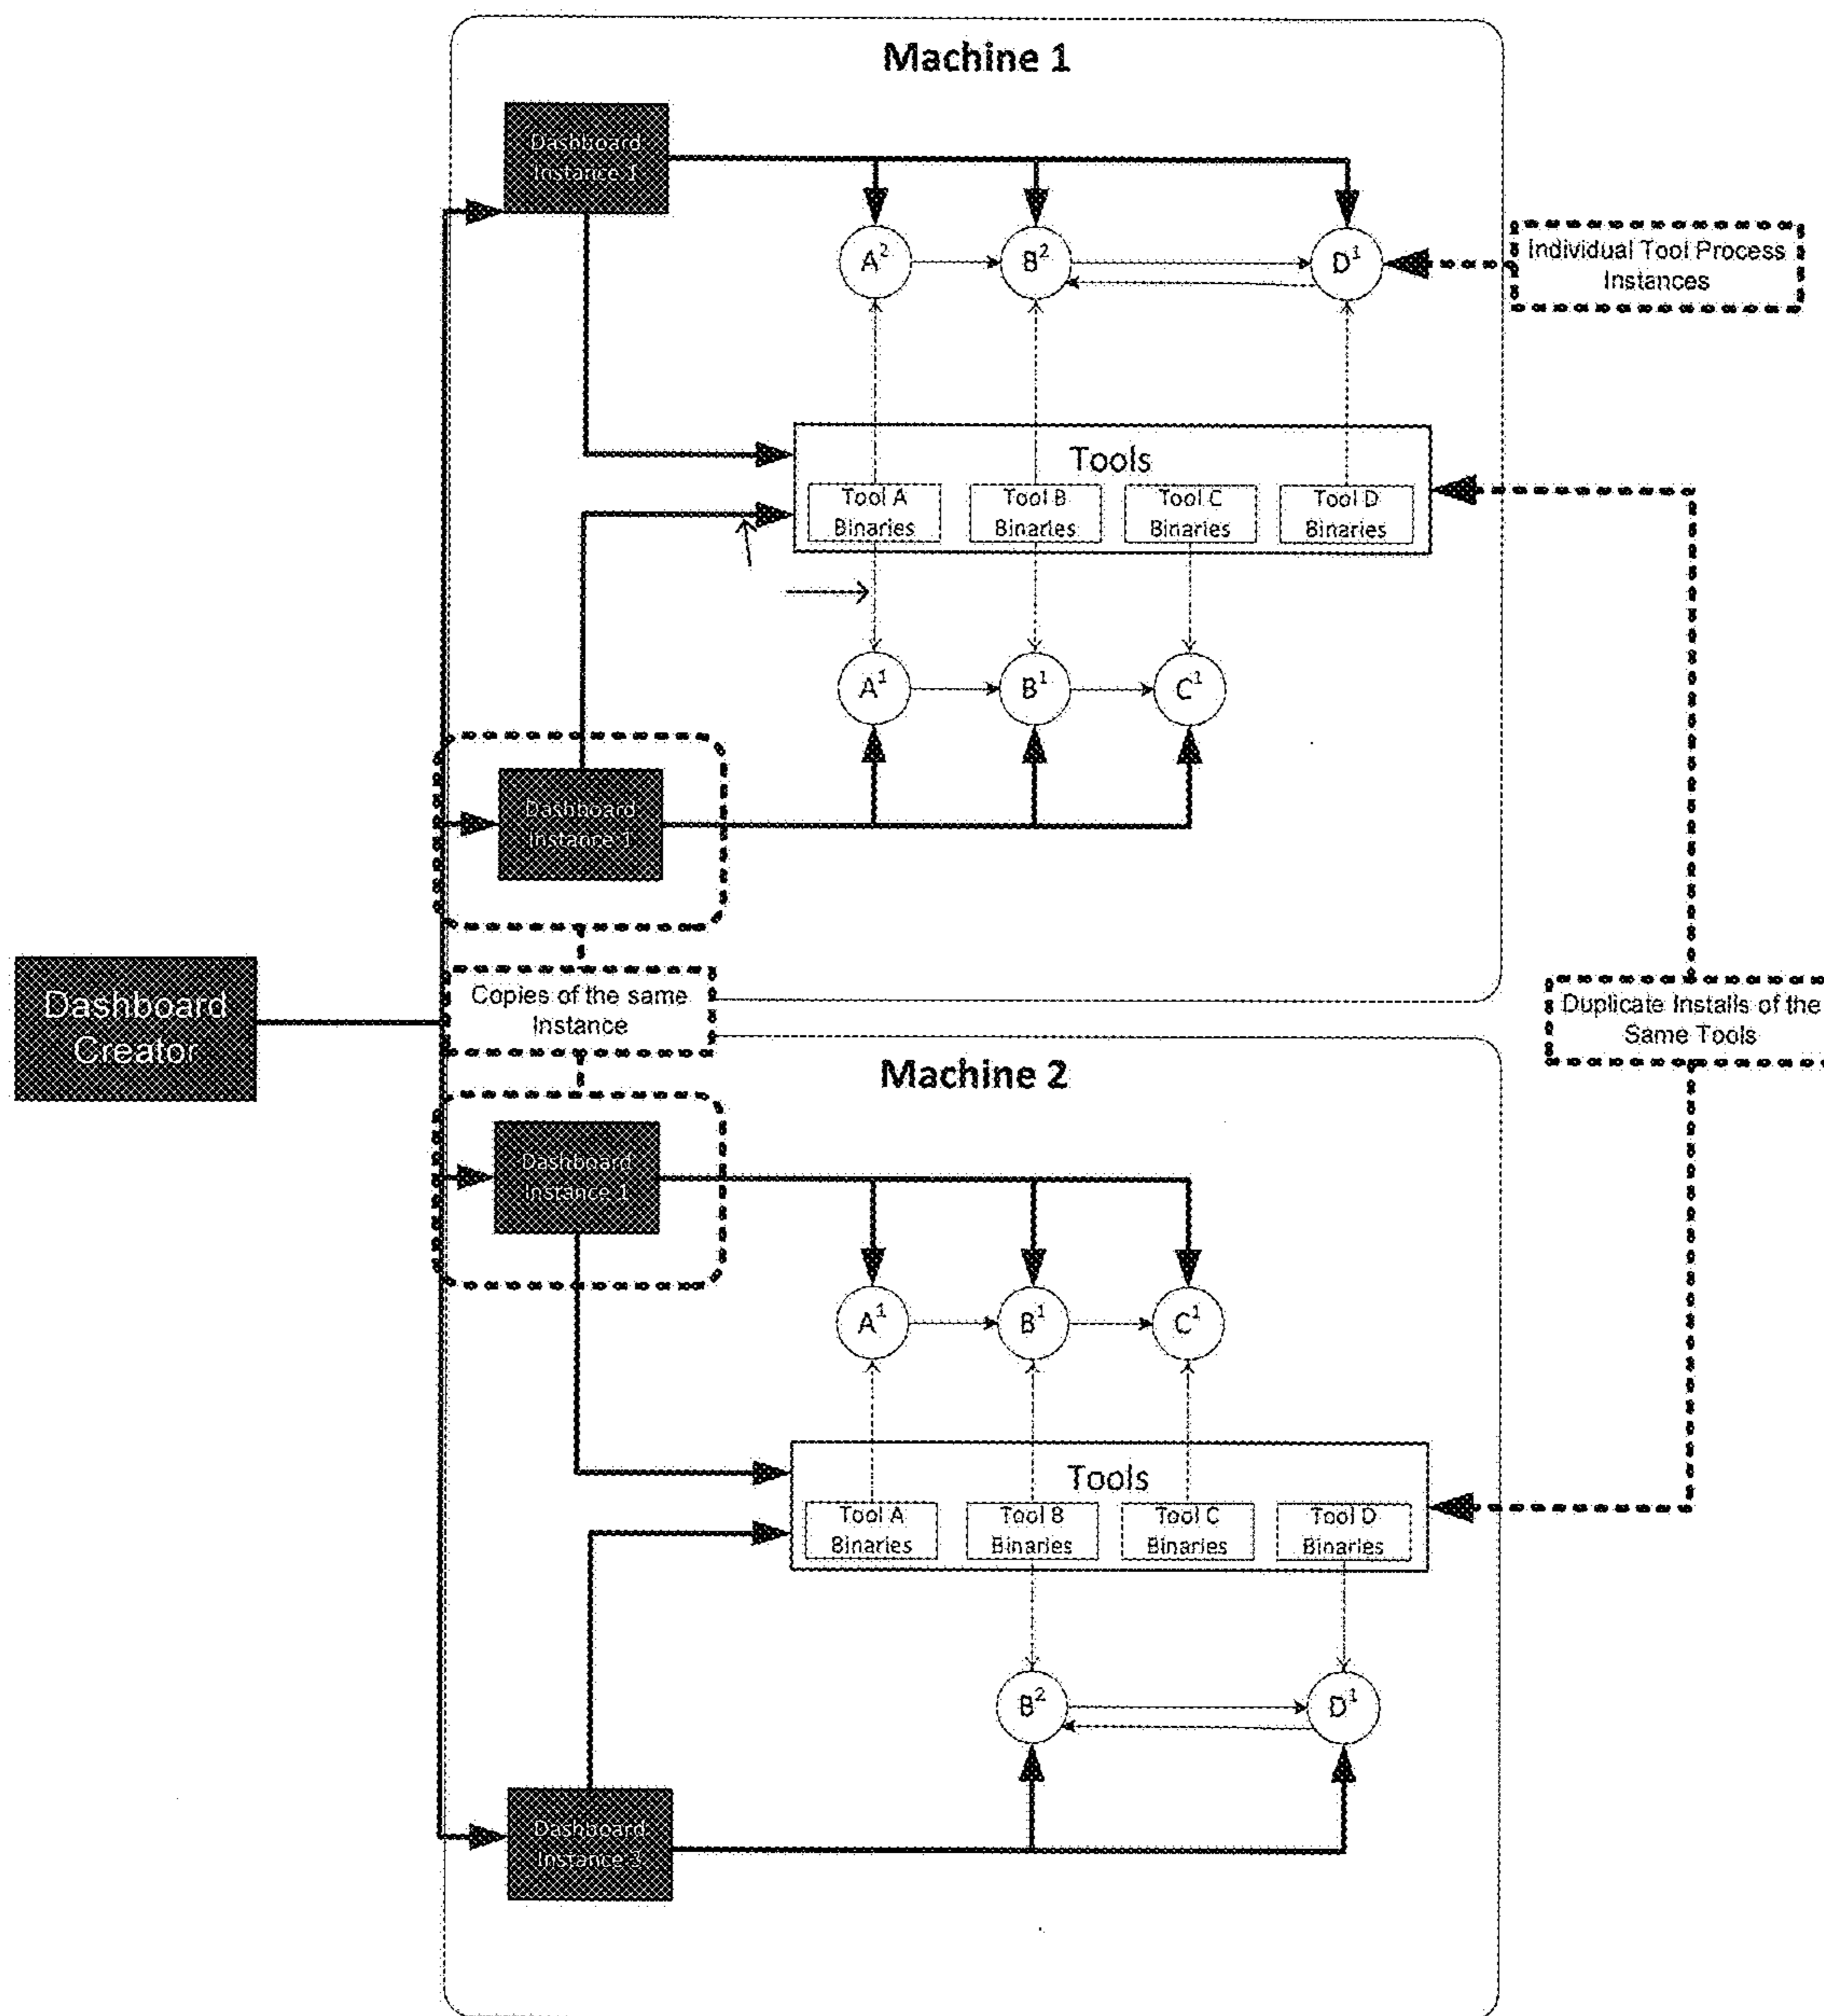 Machine 1
Dashboard
Instance 1
A²
B²
D¹
Individual Tool Process
Instances
Tools
Tool A
Binaries
Tool B
Binaries
Tool C
Binaries
Tool D
Binaries
A¹
B¹
C¹
Dashboard
Instance 1
Dashboard
Creator
Copies of the same
Instance
Duplicate Installs of the
Same Tools
Machine 2
Dashboard
Instance 1
A¹
B¹
C¹
Tools
Tool A
Binaries
Tool B
Binaries
Tool C
Binaries
Tool D
Binaries
B²
D¹
Dashboard
Instance 3